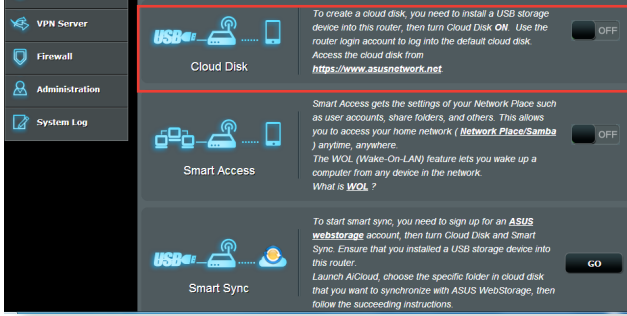 VPN Server
Firewall
Administration
System Log
USB
Cloud Disk
To create a cloud disk, you need to install a USB storage
device into this router, then turn Cloud Disk ON. Use the
router login account to log into the default cloud disk.
Access the cloud disk from
https://www.asusnetwork.net.
OFF
Smart Access
Smart Access gets the settings of your Network Place such
as user accounts, share folders, and others. This allows
you to access your home network ( Network Place/Samba
) anytime, anywhere.
The WOL (Wake-On-LAN) feature lets you wake up a
computer from any device in the network.
What is WOL ?
OFF
USB
Smart Sync
To start smart sync, you need to sign up for an ASUS
webstorage account, then turn Cloud Disk and Smart
Sync. Ensure that you installed a USB storage device into
this router.
Launch AiCloud, choose the specific folder in cloud disk
that you want to synchronize with ASUS WebStorage, then
follow the succeeding instructions.
GO